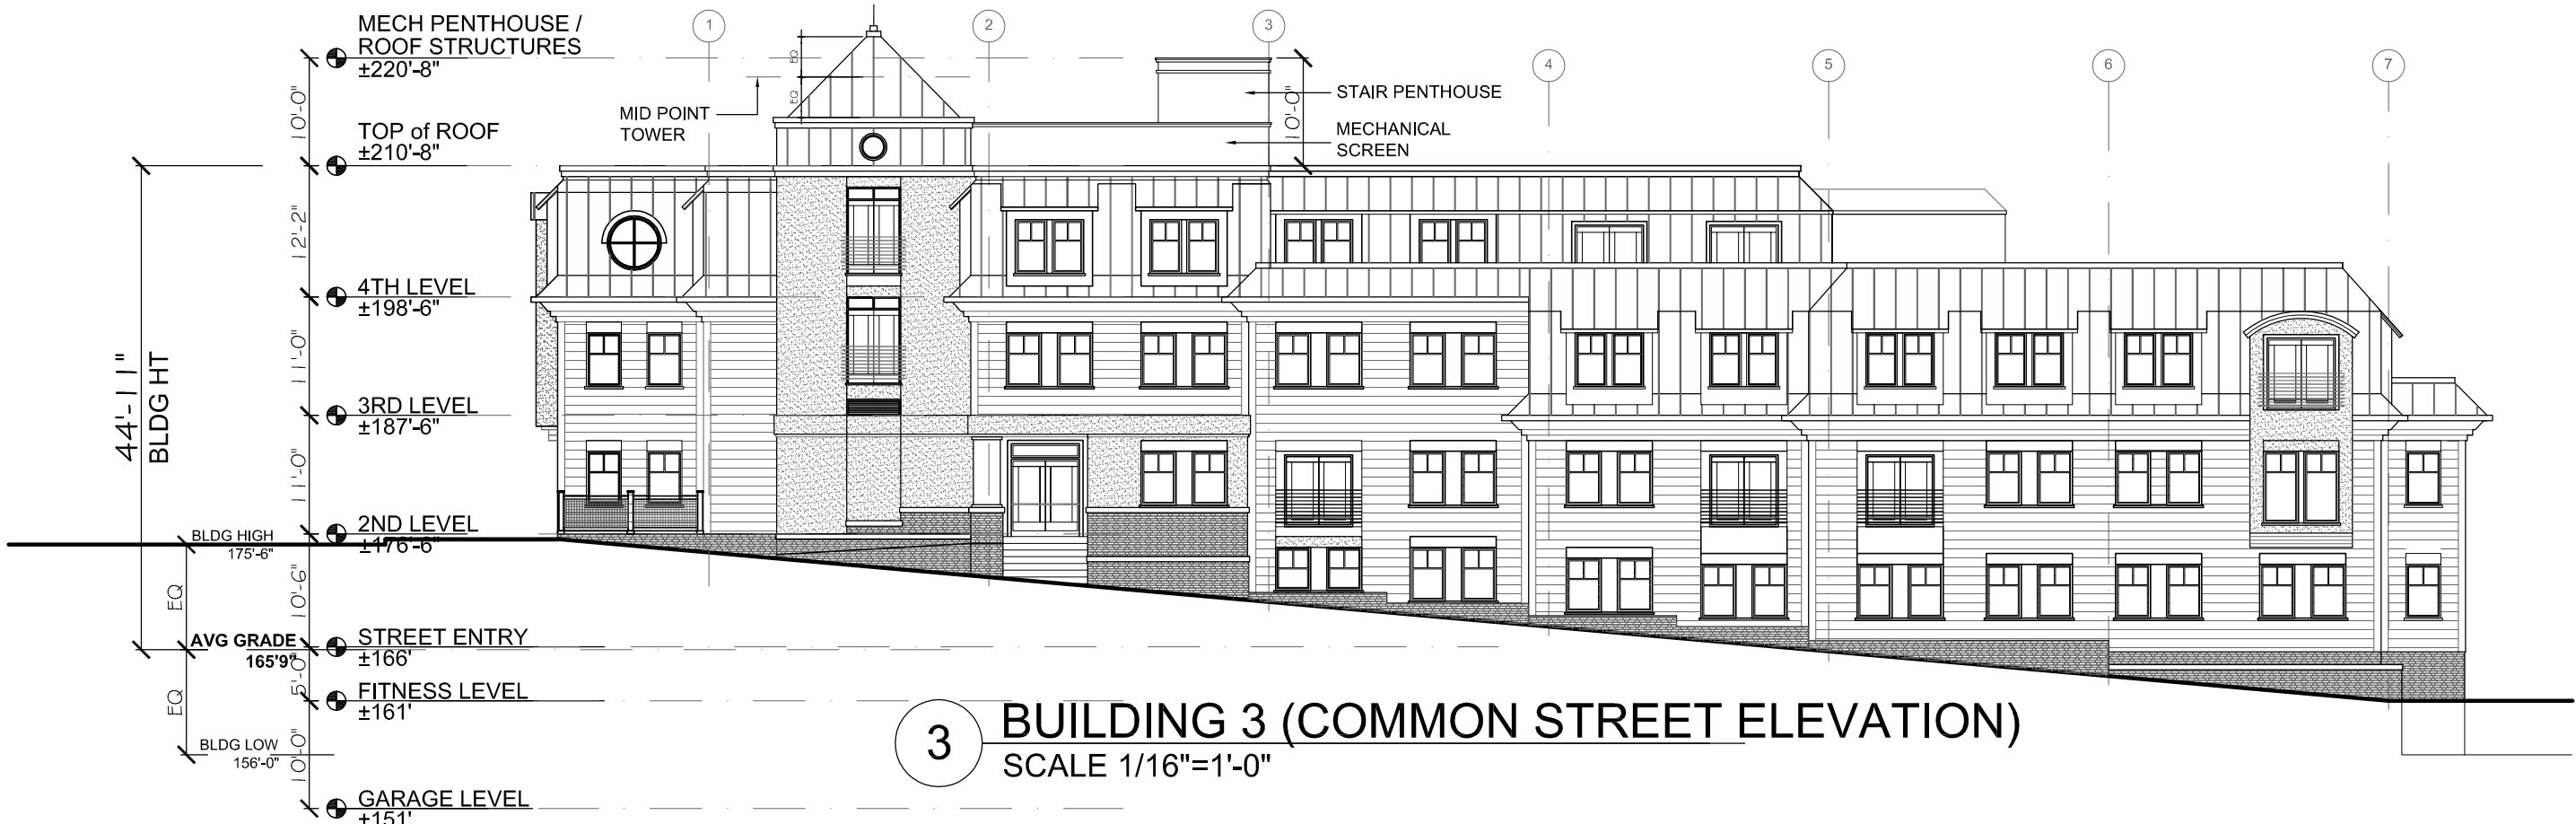 MECH PENTHOUSE /
ROOF STRUCTURES
±220'-8"
1
2
3
4
5
6
7
10'-0"
EQ
EQ
MID POINT
TOWER
STAIR PENTHOUSE
10'-0"
MECHANICAL
SCREEN
TOP of ROOF
±210'-8"
12'-2"
4TH LEVEL
±198'-6"
11'-0"
44'-11"
BLDG HT
3RD LEVEL
±187'-6"
11'-0"
2ND LEVEL
±176'-6"
BLDG HIGH
175'-6"
EQ
10'-6"
AVG GRADE
165'9"
STREET ENTRY
±166'
5'-0"
FITNESS LEVEL
±161'
EQ
BLDG LOW
156'-0"
10'-0"
GARAGE LEVEL
±151'
3
BUILDING 3 (COMMON STREET ELEVATION)
SCALE 1/16"=1'-0"